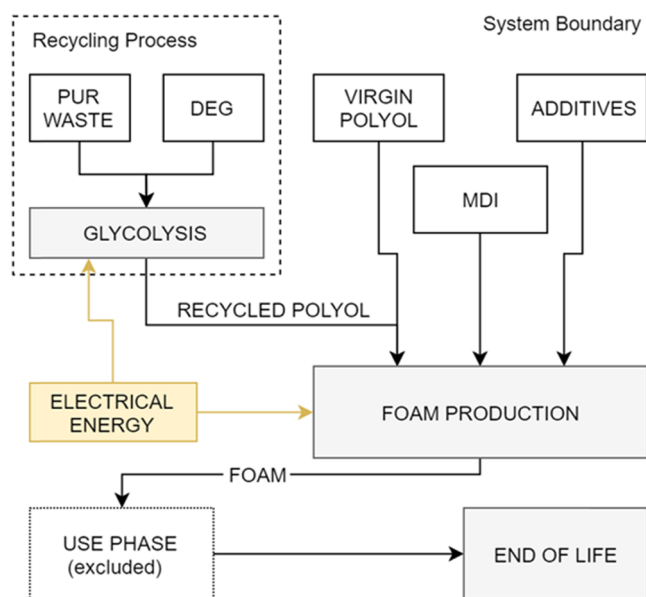 Recycling Process
System Boundary
PUR
WASTE
DEG
VIRGIN
POLYOL
ADDITIVES
MDI
GLYCOLYSIS
RECYCLED POLYOL
ELECTRICAL
ENERGY
FOAM PRODUCTION
FOAM
USE PHASE
(excluded)
END OF LIFE